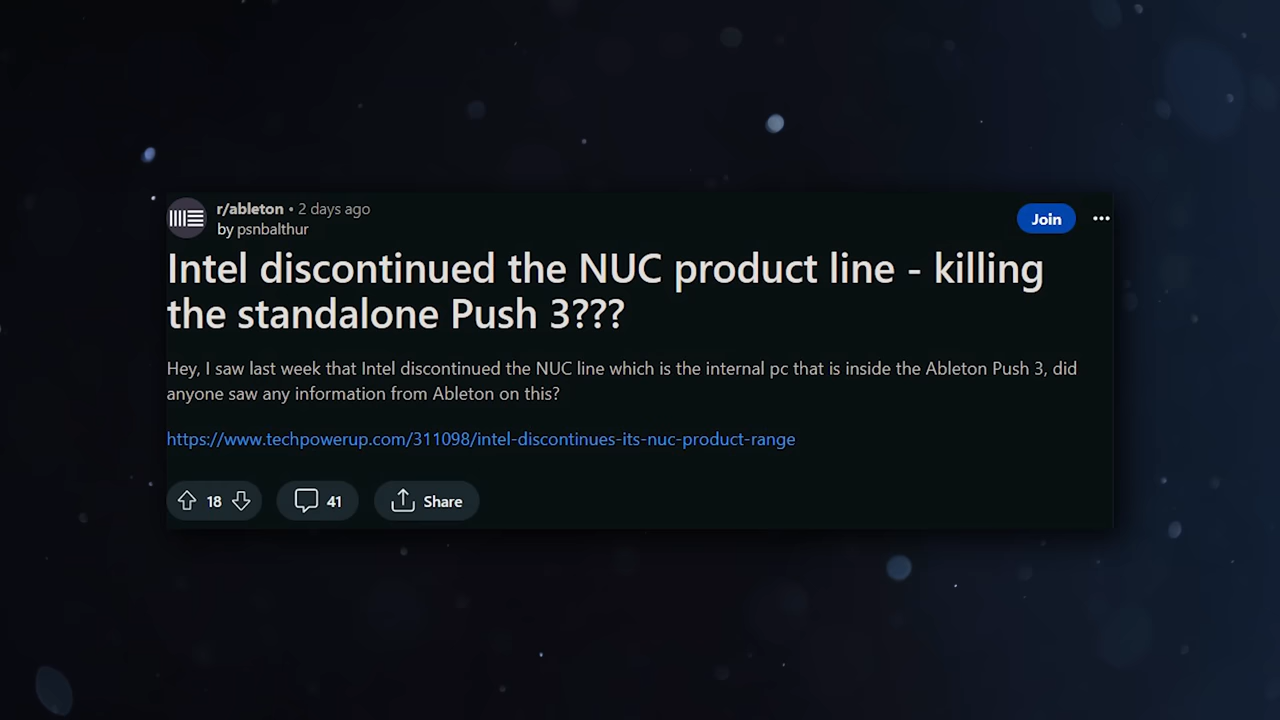 r/ableton • 2 days ago
by psnbalthur
Join
Intel discontinued the NUC product line - killing
the standalone Push 3???
Hey, I saw last week that Intel discontinued the NUC line which is the internal pc that is inside the Ableton Push 3, did
anyone saw any information from Ableton on this?
https://www.techpowerup.com/311098/intel-discontinues-its-nuc-product-range
18 41 Share